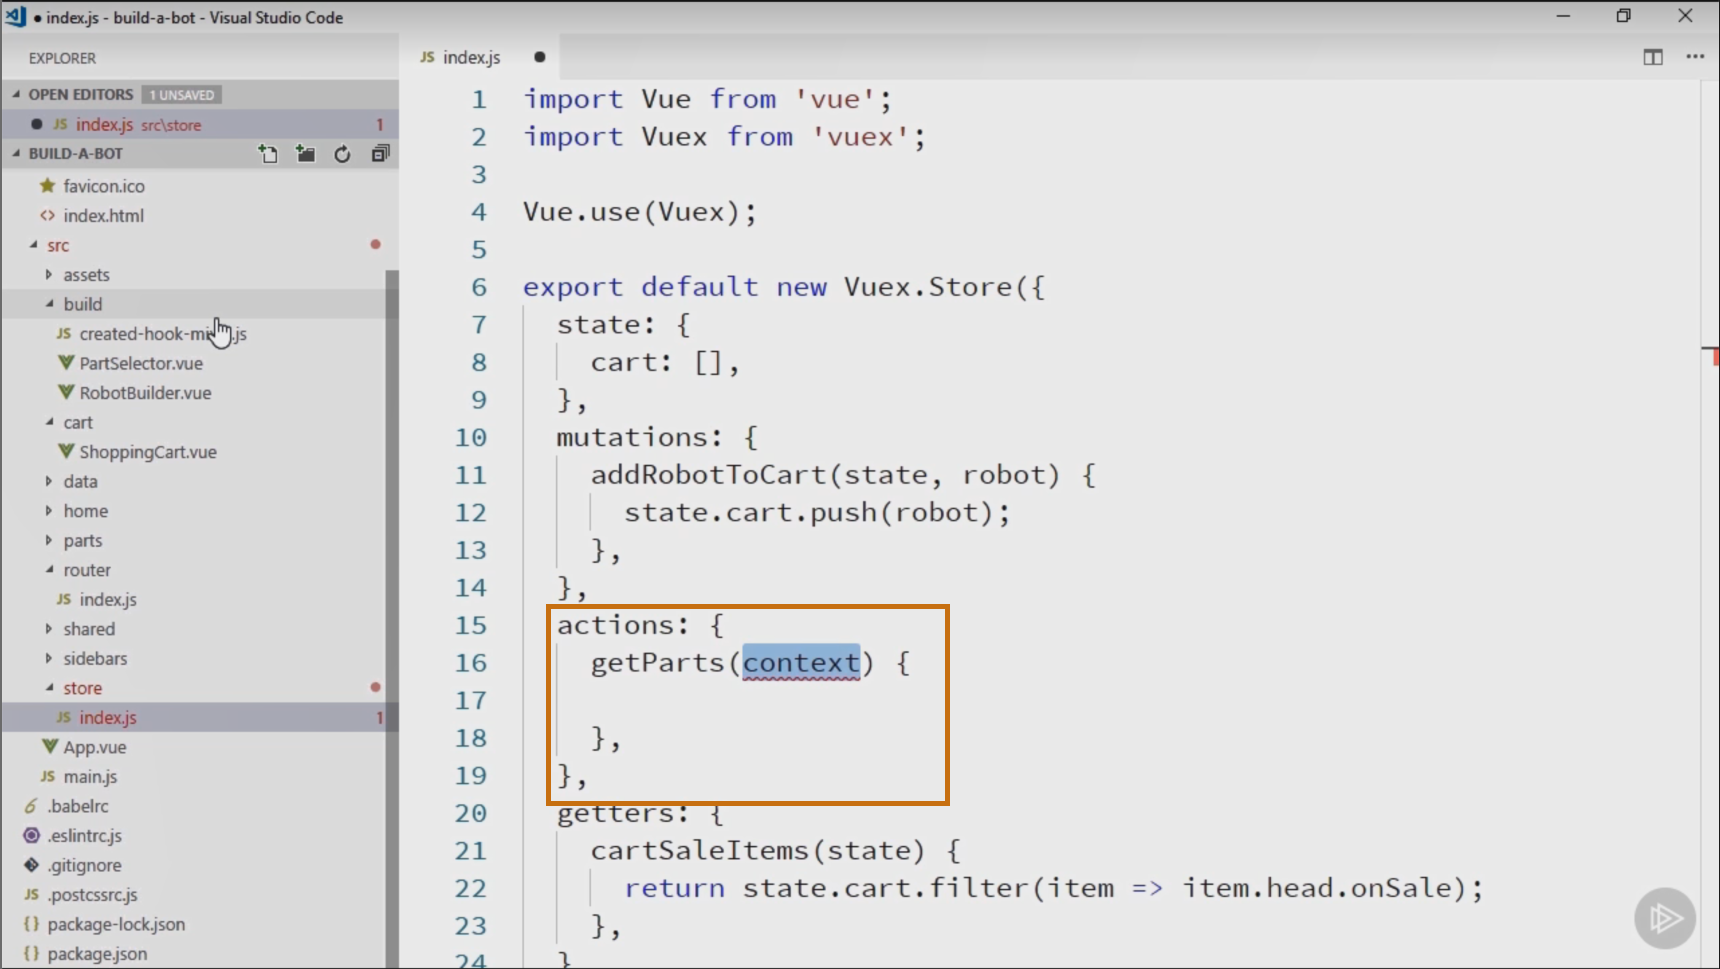 index.js - build-a-bot - Visual Studio Code
EXPLORER
OPEN EDITORS 1 UNSAVED
JS index.js src\store 1
BUILD-A-BOT
favicon.ico
<> index.html
src
assets
build
JS created-hook-mi .js
PartSelector.vue
RobotBuilder.vue
cart
ShoppingCart.vue
data
home
parts
router
JS index.js
shared
sidebars
store
JS index.js 1
App.vue
JS main.js
.babelrc
.eslintrc.js
.gitignore
JS .postcssrc.js
{} package-lock.json
{} package.json
JS index.js
1 import Vue from 'vue';
2 import Vuex from 'vuex';
3
4 Vue.use(Vuex);
5
6 export default new Vuex.Store({
7 state: {
8 cart: [],
9 },
10 mutations: {
11 addRobotToCart(state, robot) {
12 state.cart.push(robot);
13 },
14 },
15 actions: {
16 getParts(context) {
17
18 },
19 },
20 getters: {
21 cartSaleItems(state) {
22 return state.cart.filter(item => item.head.onSale);
23 },
24 }